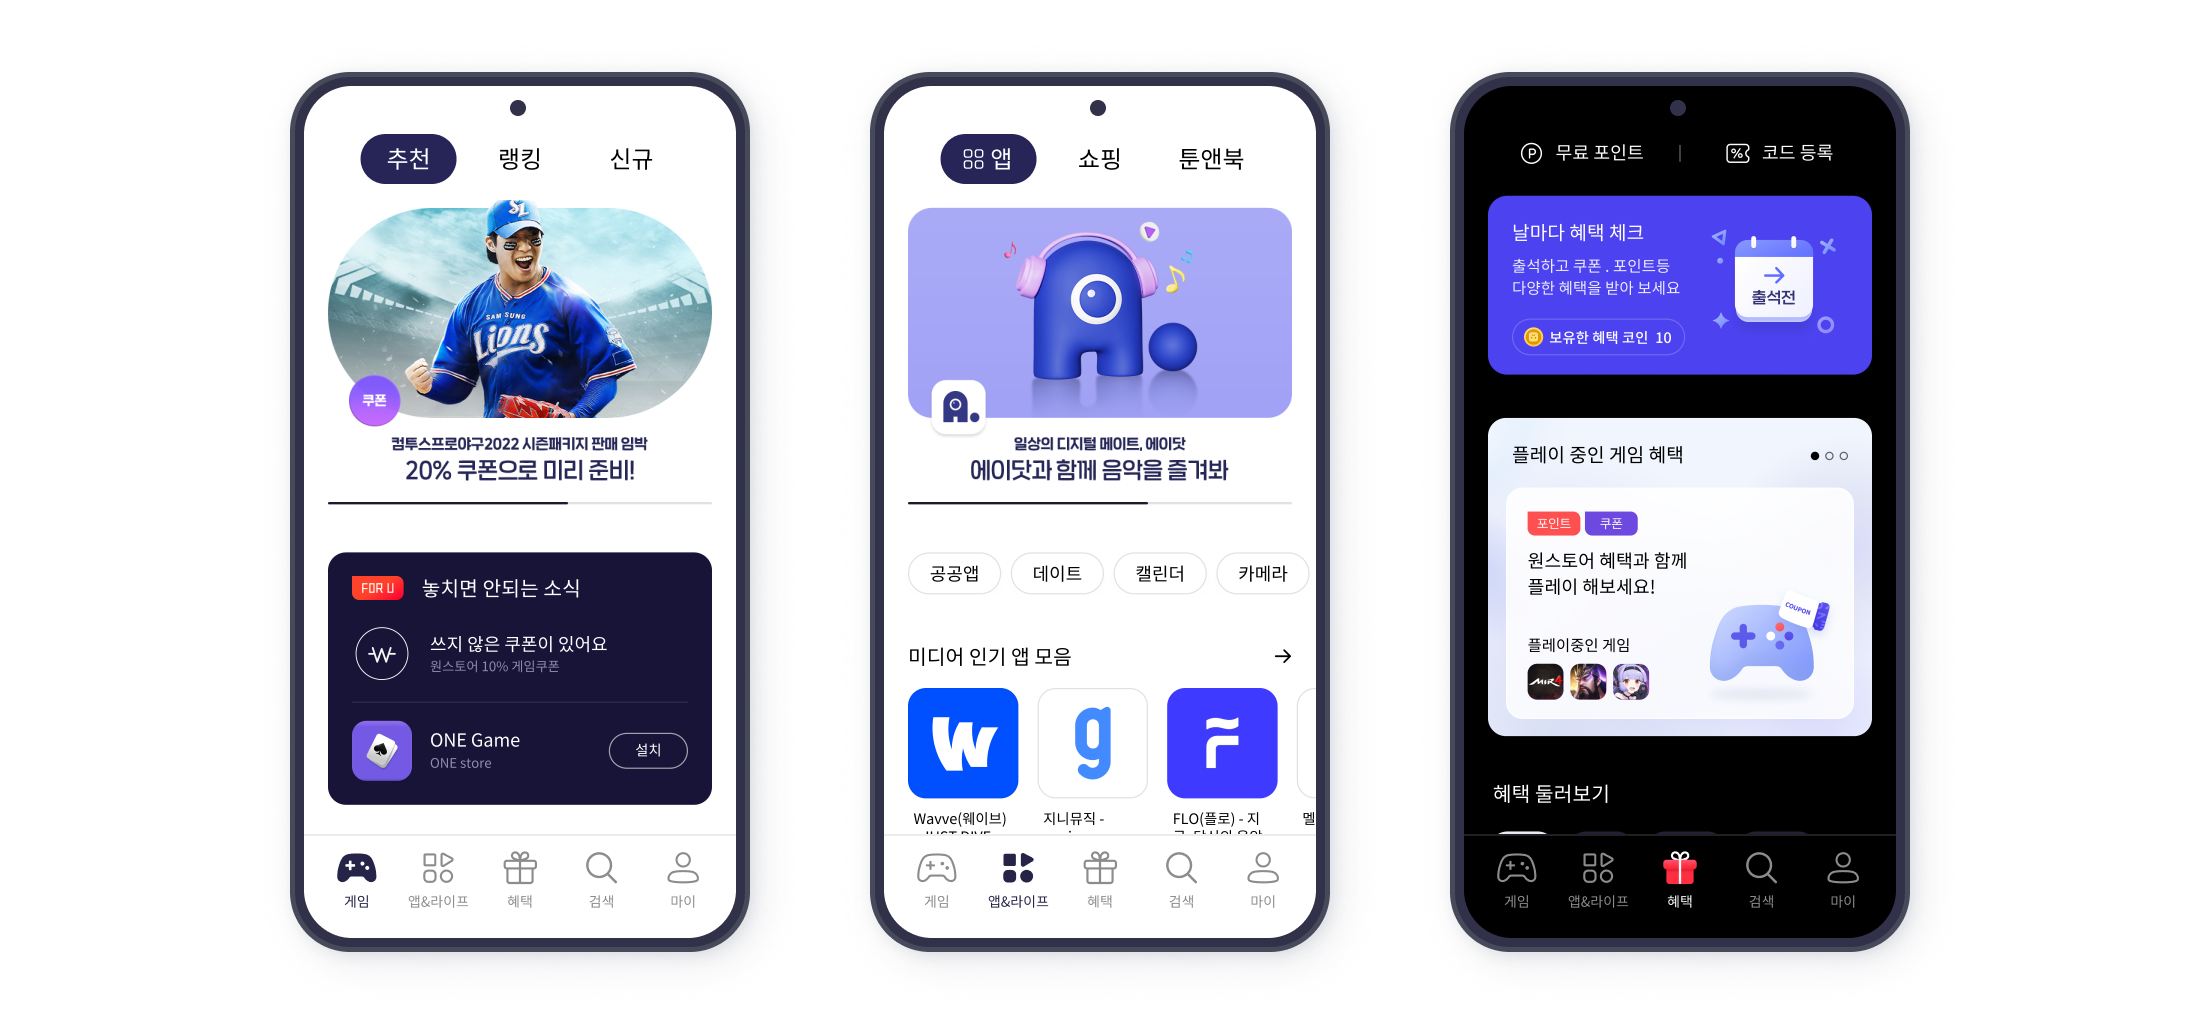 추천
랭킹
신규
SL
SAM SUNG
Lions
쿠폰
컴투스프로야구2022 시즌패키지 판매 임박
20% 쿠폰으로 미리 준비!
FOR U
놓치면 안되는 소식
쓰지 않은 쿠폰이 있어요
원스토어 10% 게임쿠폰
ONE Game
ONE store
설치
게임
앱&라이프
혜택
검색
마이
앱
쇼핑
툰앤북
A.
일상의 디지털 메이트, 에이닷
에이닷과 함께 음악을 즐겨봐
공공앱
데이트
캘린더
카메라
미디어 인기 앱 모음
W
g
F
Wavve(웨이브)
지니뮤직 -
FLO(플로) - 지
멜
게임
앱&라이프
혜택
검색
마이
P 무료 포인트
% 코드 등록
날마다 혜택 체크
출석하고 쿠폰 . 포인트등
다양한 혜택을 받아 보세요
출석전
보유한 혜택 코인 10
플레이 중인 게임 혜택
포인트
쿠폰
원스토어 혜택과 함께
플레이 해보세요!
COUPON
플레이중인 게임
MIR4
혜택 둘러보기
게임
앱&라이프
혜택
검색
마이